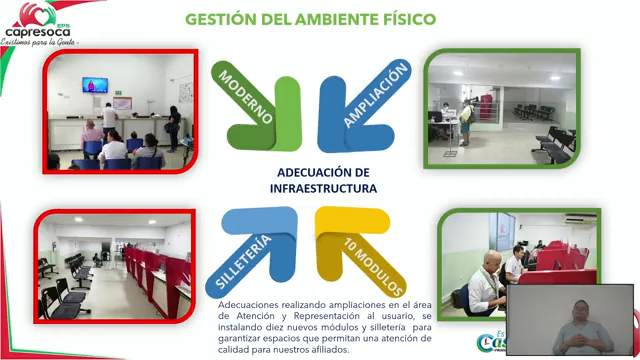 GESTIÓN DEL AMBIENTE FÍSICO
capresoca EPS
Existimos para la Gente -
MODERNO
AMPLIACIÓN
ADECUACIÓN DE
INFRAESTRUCTURA
SILLETERÍA
10 MODULOS
Adecuaciones realizando ampliaciones en el área
de Atención y Representación al usuario, se
instalando diez nuevos módulos y silletería para
garantizar espacios que permitan una atención de
calidad para nuestros afiliados.